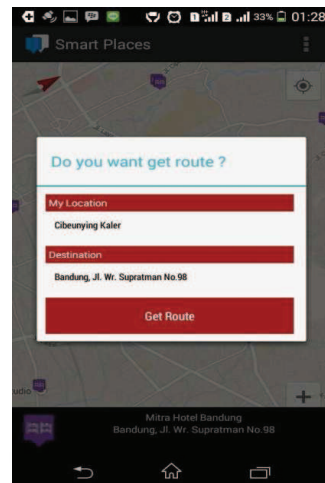 33% 01:28
Smart Places
Do you want get route ?
My Location
Cibeunying Kaler
Destination
Bandung, Jl. Wr. Supratman No.98
Get Route
udio
Mitra Hotel Bandung
Bandung, Jl. Wr. Supratman No.98